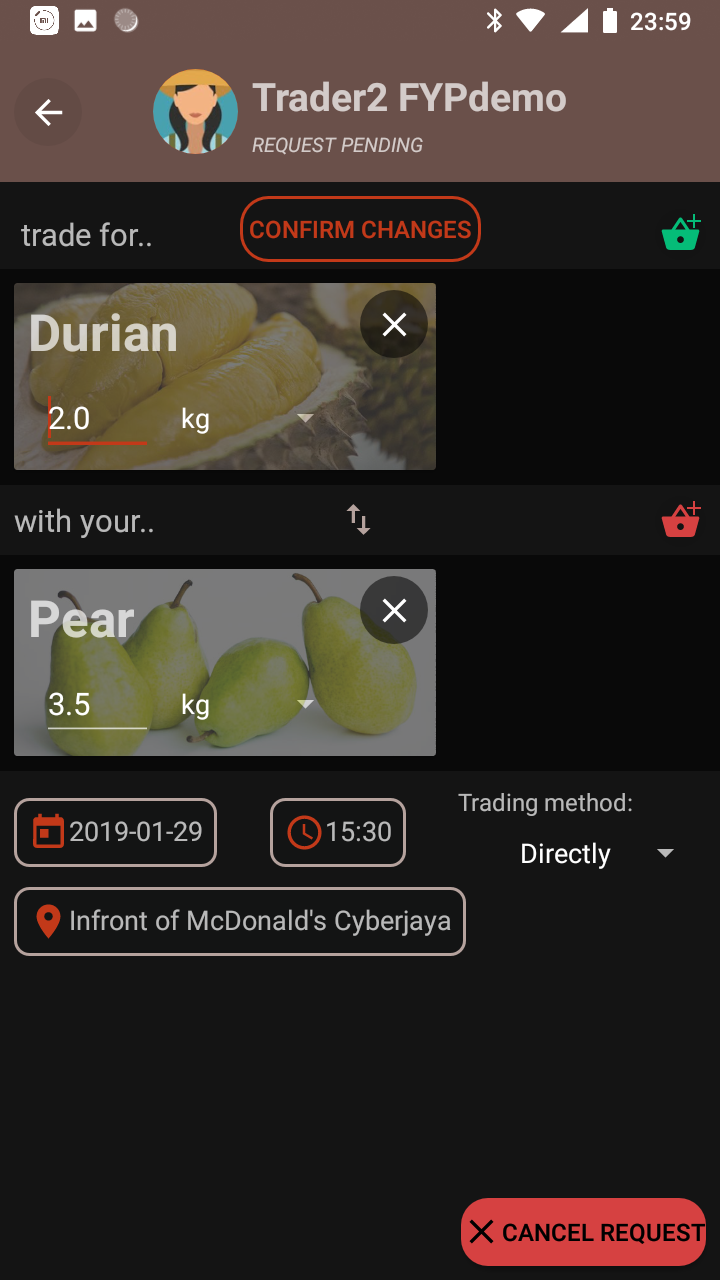 23:59
Trader2 FYPdemo
REQUEST PENDING
trade for..
CONFIRM CHANGES
Durian
2.0 kg
with your..
Pear
3.5 kg
Trading method:
2019-01-29 15:30 Directly
Infront of McDonald's Cyberjaya
CANCEL REQUEST